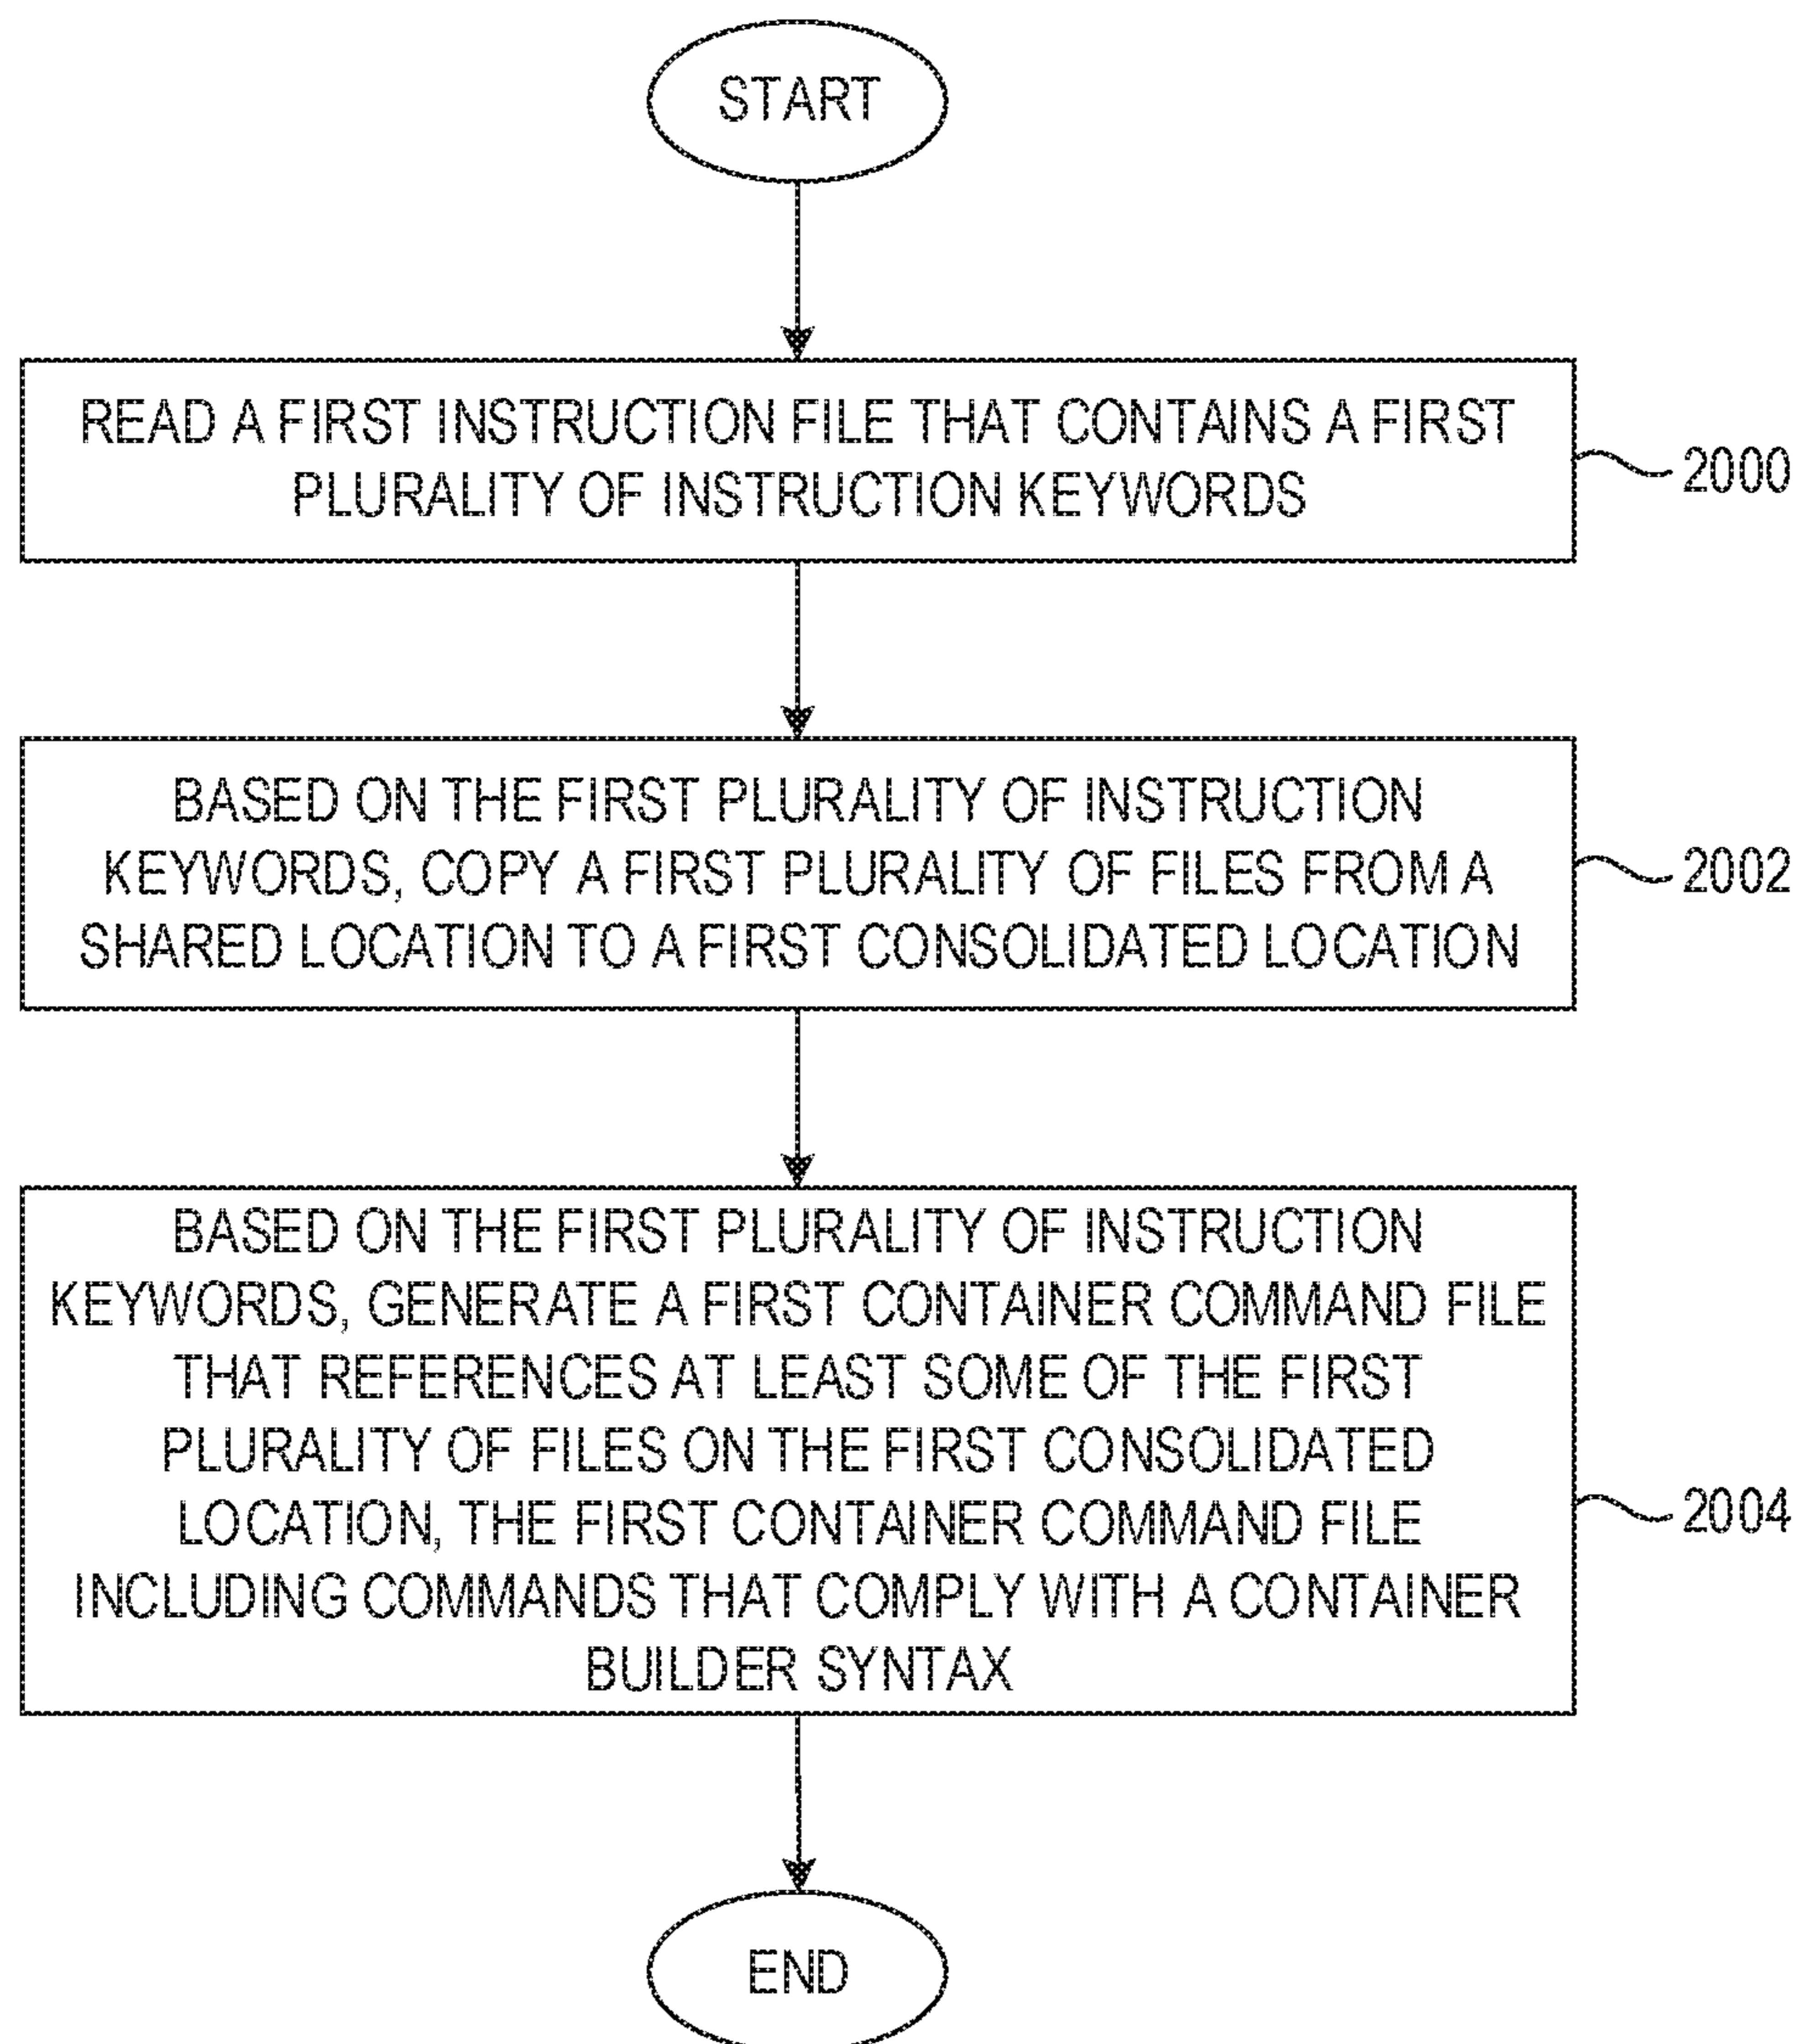 START
READ A FIRST INSTRUCTION FILE THAT CONTAINS A FIRST
PLURALITY OF INSTRUCTION KEYWORDS
2000
BASED ON THE FIRST PLURALITY OF INSTRUCTION
KEYWORDS, COPY A FIRST PLURALITY OF FILES FROM A
SHARED LOCATION TO A FIRST CONSOLIDATED LOCATION
2002
BASED ON THE FIRST PLURALITY OF INSTRUCTION
KEYWORDS, GENERATE A FIRST CONTAINER COMMAND FILE
THAT REFERENCES AT LEAST SOME OF THE FIRST
PLURALITY OF FILES ON THE FIRST CONSOLIDATED
LOCATION, THE FIRST CONTAINER COMMAND FILE
INCLUDING COMMANDS THAT COMPLY WITH A CONTAINER
BUILDER SYNTAX
2004
END